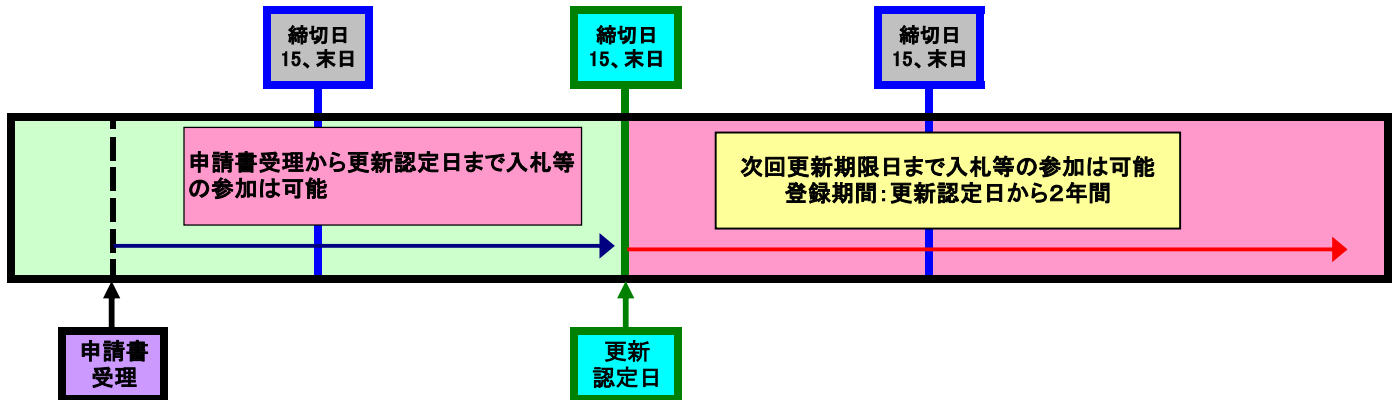 締切日
15、末日
締切日
15、末日
締切日
15、末日
申請書受理から更新認定日まで入札等
の参加は可能
次回更新期限日まで入札等の参加は可能
登録期間：更新認定日から２年間
申請書
受理
更新
認定日